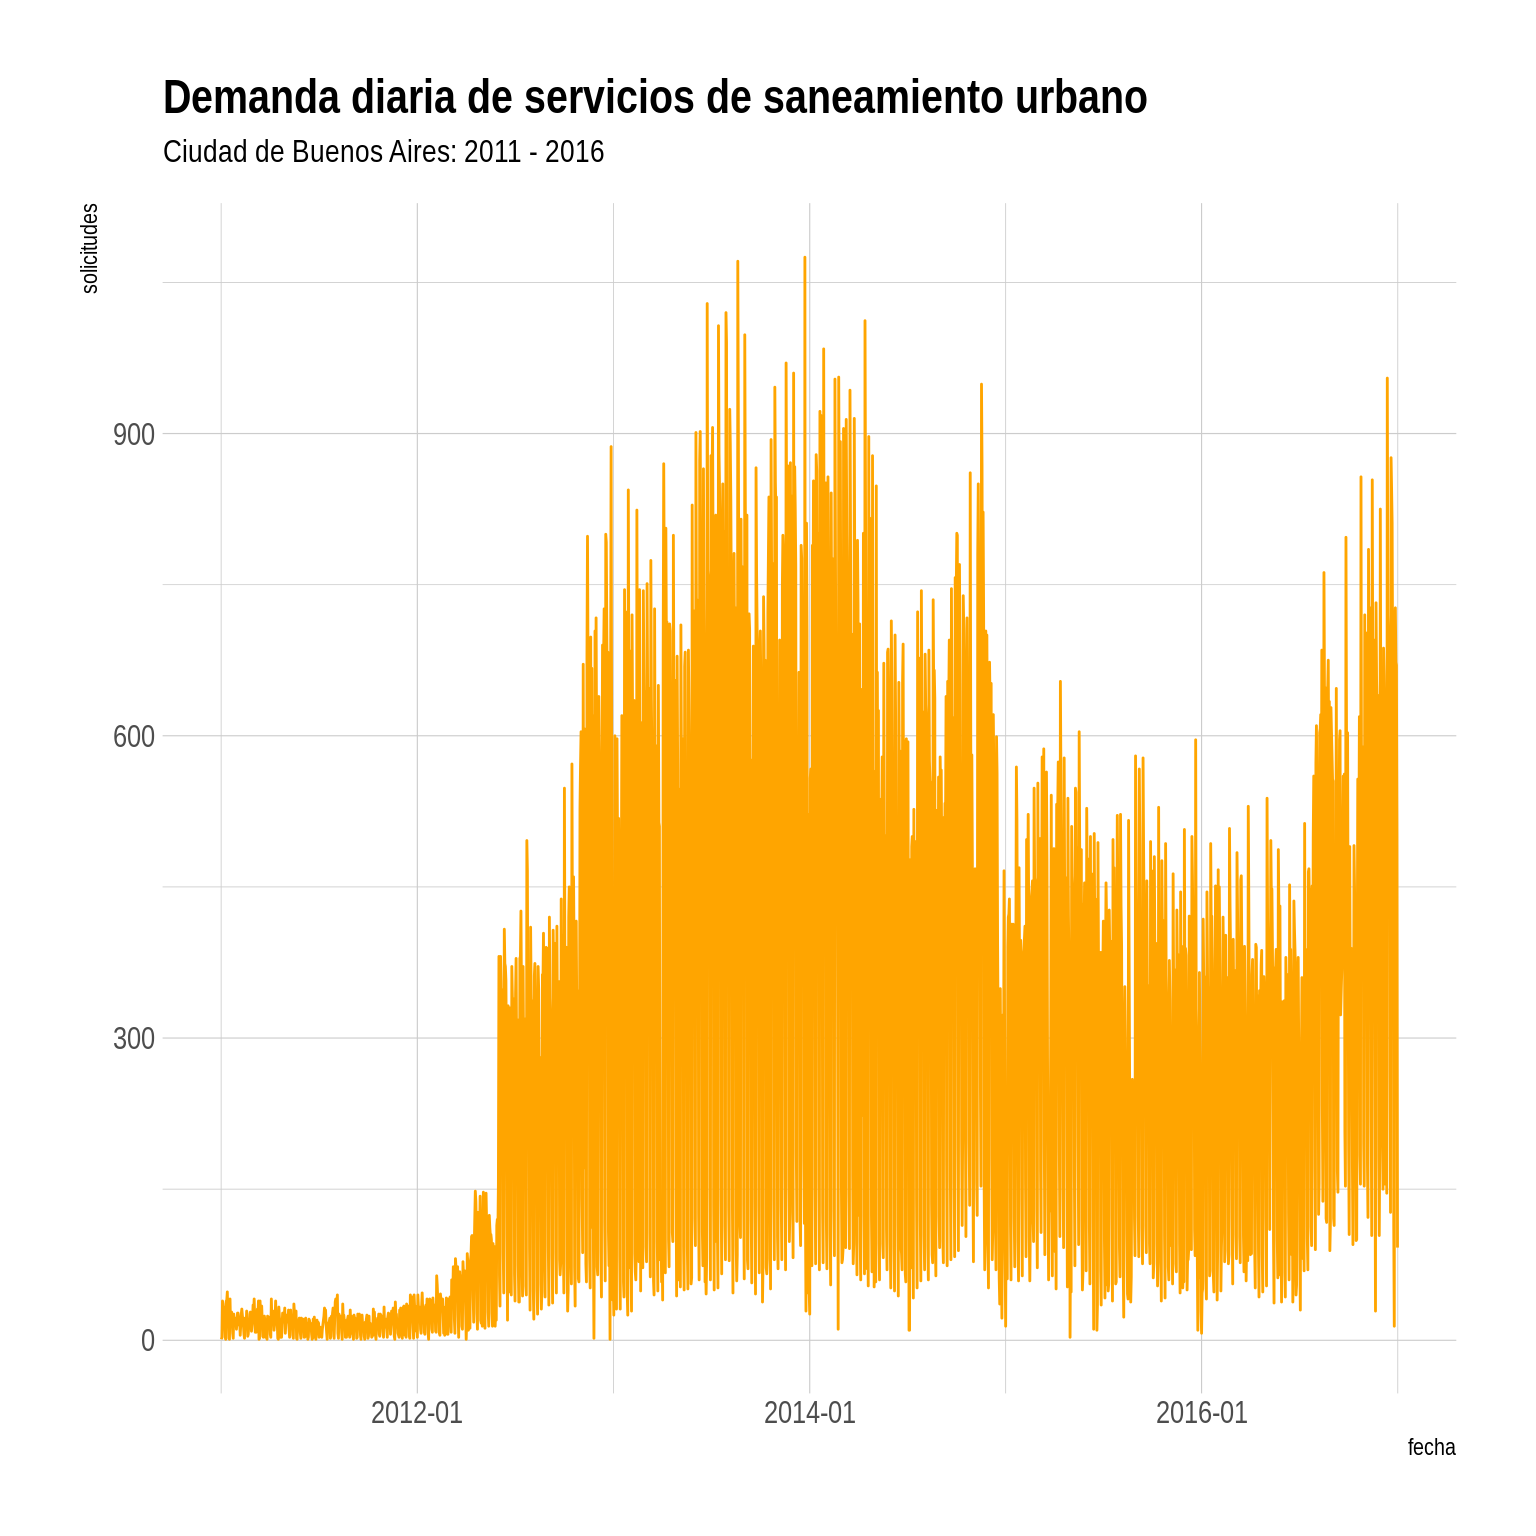 Demanda diaria de servicios de saneamiento urbano
Ciudad de Buenos Aires: 2011 - 2016
solicitudes
900
600
300
0
2012-01
2014-01
2016-01
fecha